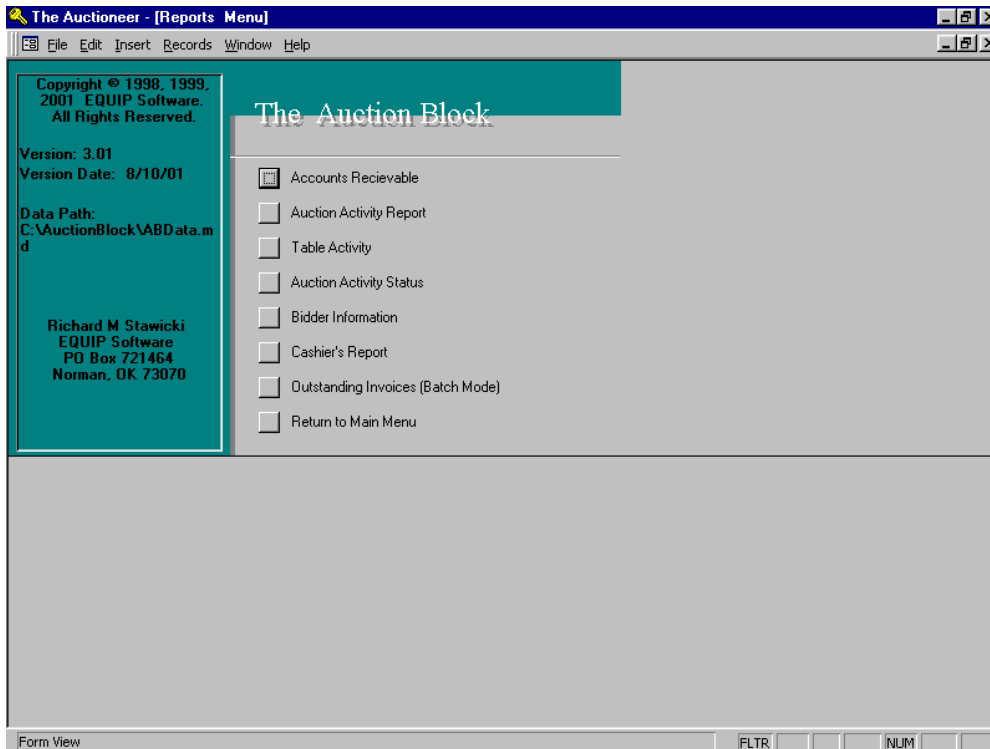 The Auctioneer - [Reports Menu]
File Edit Insert Records Window Help
Copyright © 1998, 1999,
2001 EQUIP Software.
All Rights Reserved.
Version: 3.01
Version Date: 8/10/01
Data Path:
C:\AuctionBlock\ABData.m
d
Richard M Stawicki
EQUIP Software
PO Box 721464
Norman, OK 73070
The Auction Block
Accounts Recievable
Auction Activity Report
Table Activity
Auction Activity Status
Bidder Information
Cashier's Report
Outstanding Invoices (Batch Mode)
Return to Main Menu
Form View
FLTR
NUM